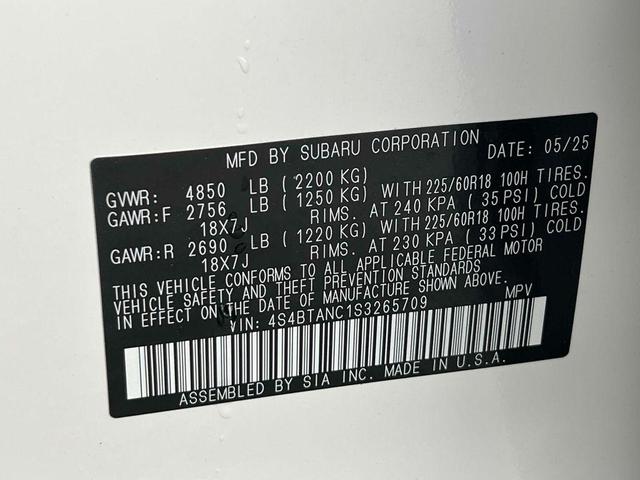 MFD BY SUBARU CORPORATION DATE: 05/25
GVWR: 4850 LB (2200 KG)
GAWR:F 2756 LB (1250 KG) WITH 225/60R18 100H TIRES.
18X7J RIMS. AT 240 KPA (35 PSI) COLD
GAWR:R 2690 LB (1220 KG) WITH 225/60R18 100H TIRES.
18X7J RIMS. AT 230 KPA (33 PSI) COLD
THIS VEHICLE CONFORMS TO ALL APPLICABLE FEDERAL MOTOR
VEHICLE SAFETY AND THEFT PREVENTION STANDARDS
IN EFFECT ON THE DATE OF MANUFACTURE SHOWN ABOVE.
VIN: 4S4BTANC1S3265709 MPV
ASSEMBLED BY SIA INC. MADE IN U.S.A.